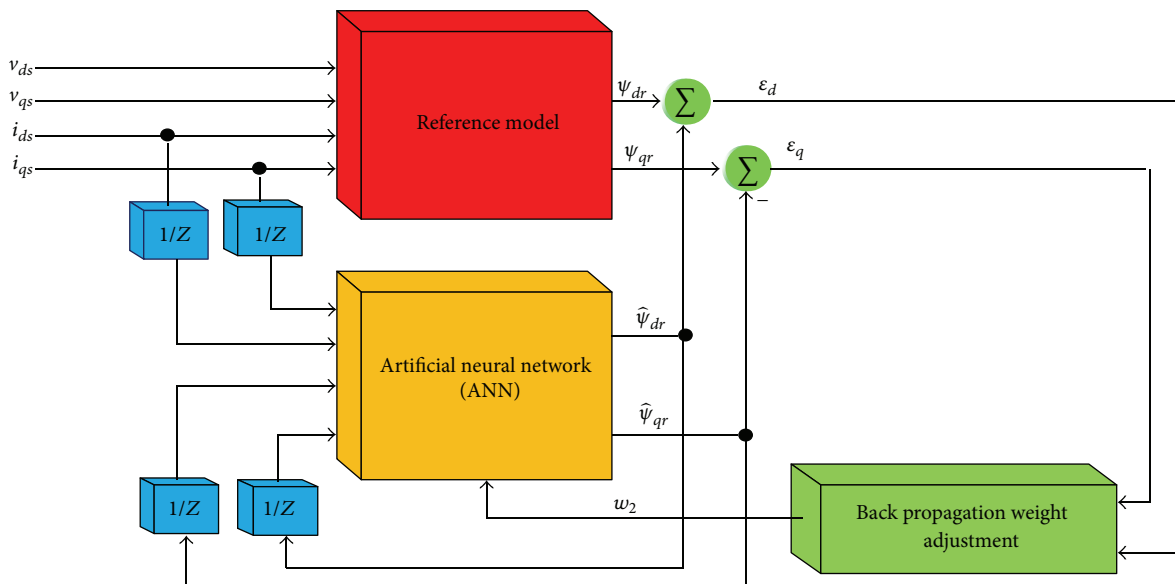 v_ds
v_qs
i_ds
i_qs
Reference model
ψ_dr
ψ_qr
∑
∑
−
ε_d
ε_q
1/Z
1/Z
Artificial neural network
(ANN)
ψ̂_dr
ψ̂_qr
1/Z
1/Z
w_2
Back propagation weight
adjustment